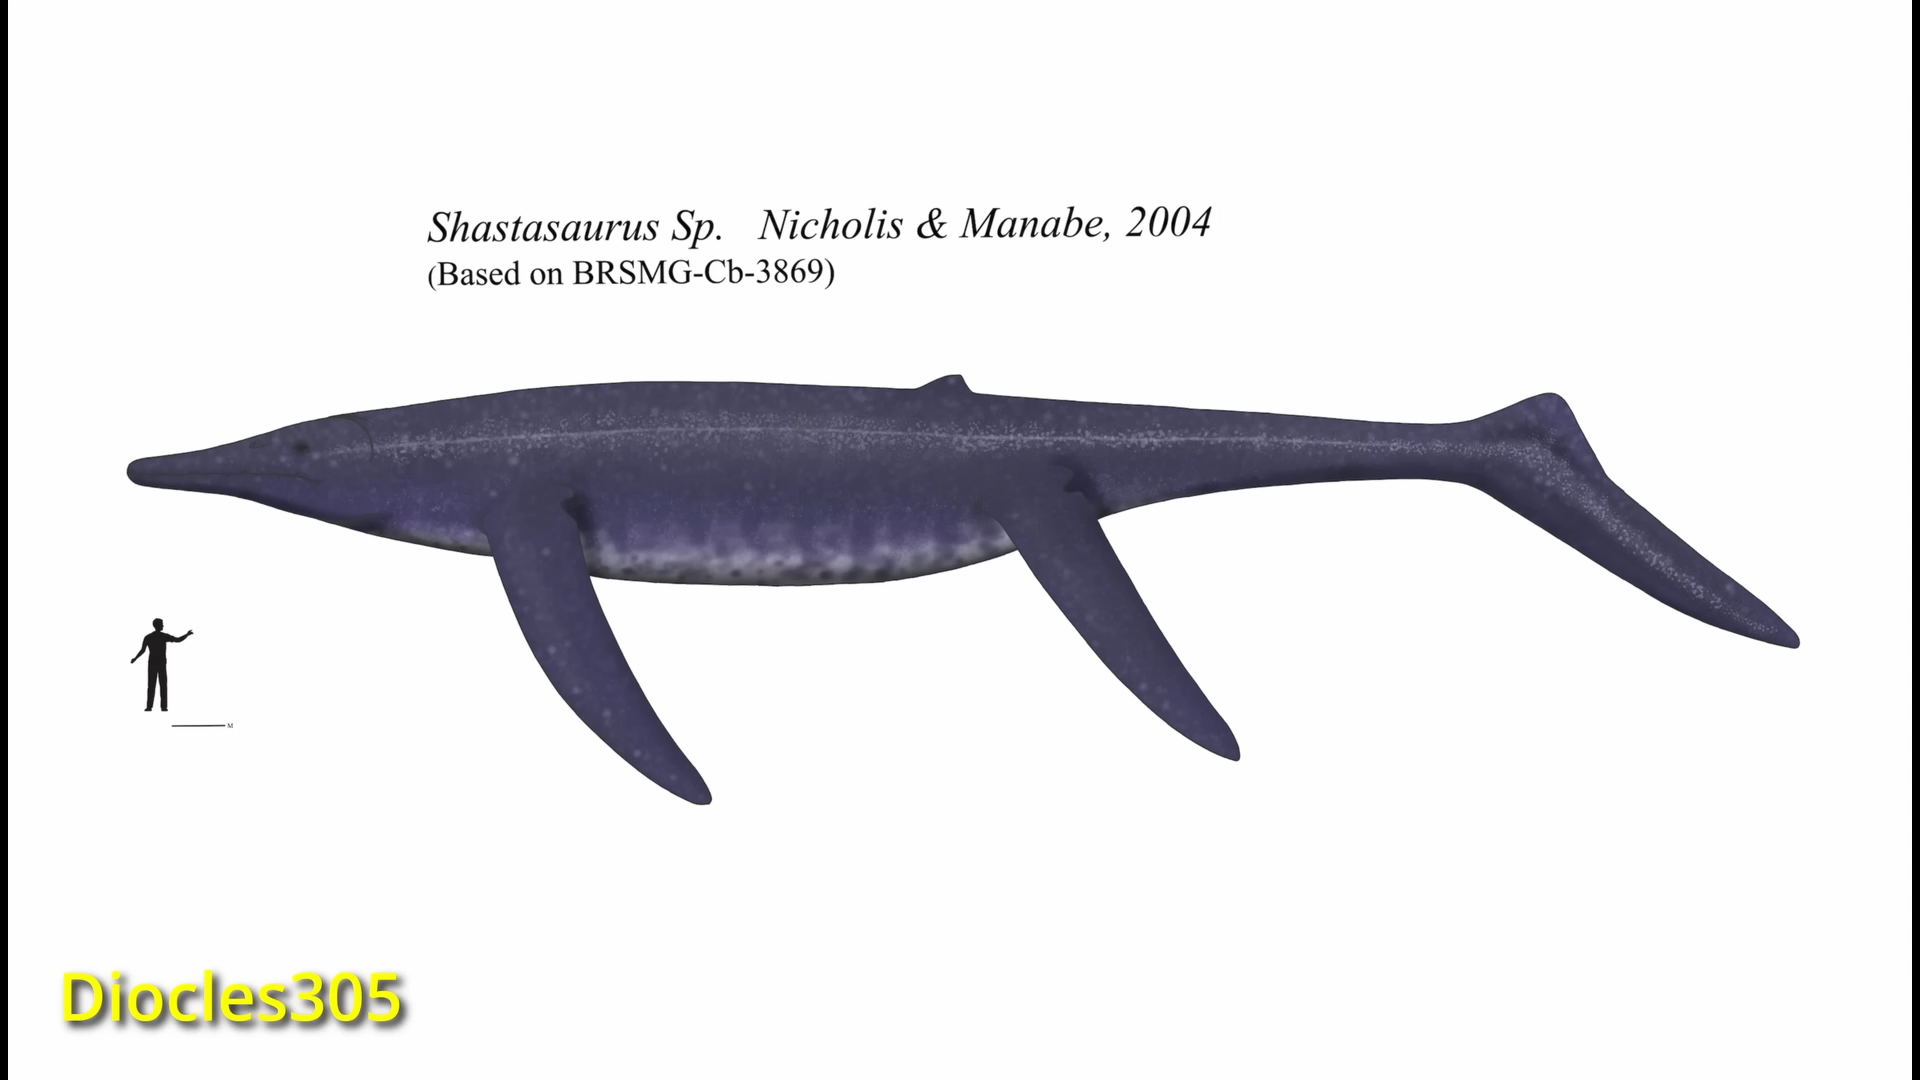 Shastasaurus Sp. Nicholis & Manabe, 2004
(Based on BRSMG-Cb-3869)
M
Diocles305